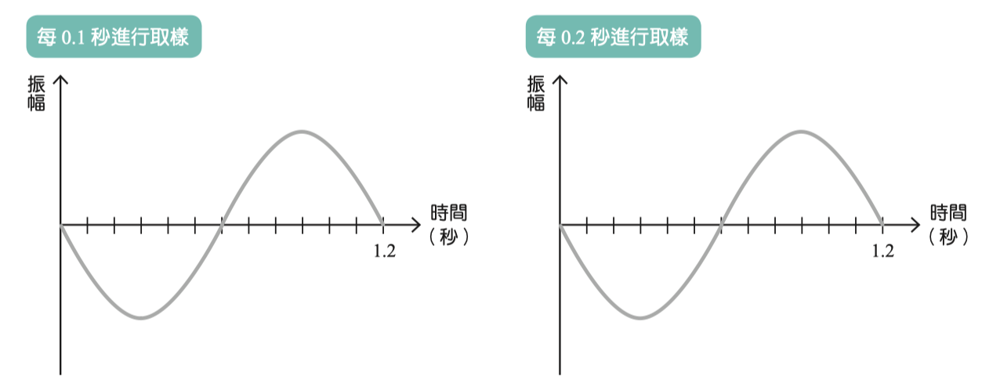 每 0.1 秒進行取樣
振幅
時間
（秒）
1.2
每 0.2 秒進行取樣
振幅
時間
（秒）
1.2